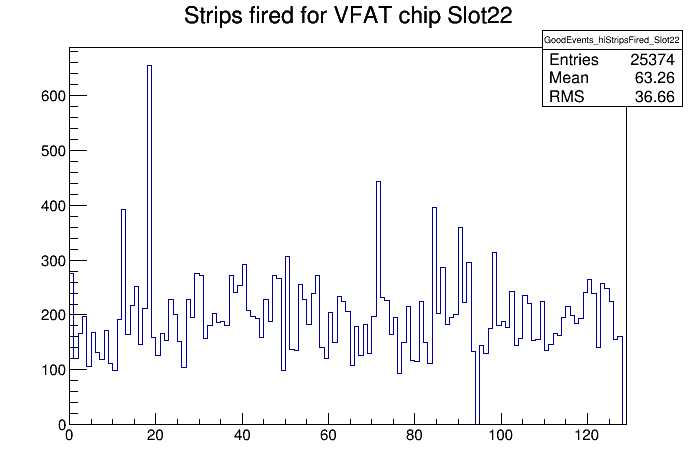 Strips fired for VFAT chip Slot22
GoodEvents_hiStripsFired_Slot22
Entries 25374
Mean 63.26
RMS 36.66
600
500
400
300
200
100
0
0 20 40 60 80 100 120